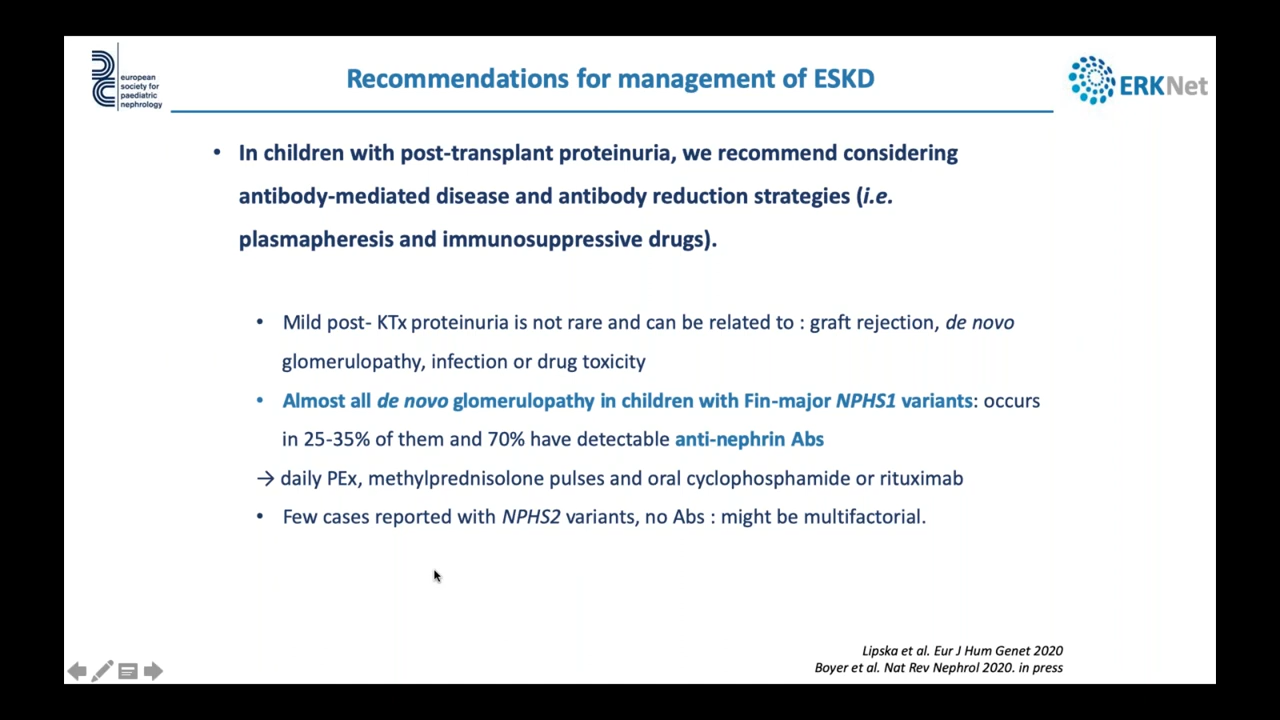 european
society for
paediatric
nephrology
Recommendations for management of ESKD
ERKNet
• In children with post-transplant proteinuria, we recommend considering
antibody-mediated disease and antibody reduction strategies (i.e.
plasmapheresis and immunosuppressive drugs).
• Mild post- KTx proteinuria is not rare and can be related to : graft rejection, de novo
glomerulopathy, infection or drug toxicity
• Almost all de novo glomerulopathy in children with Fin-major NPHS1 variants: occurs
in 25-35% of them and 70% have detectable anti-nephrin Abs
→ daily PEx, methylprednisolone pulses and oral cyclophosphamide or rituximab
• Few cases reported with NPHS2 variants, no Abs : might be multifactorial.
Lipska et al. Eur J Hum Genet 2020
Boyer et al. Nat Rev Nephrol 2020. in press